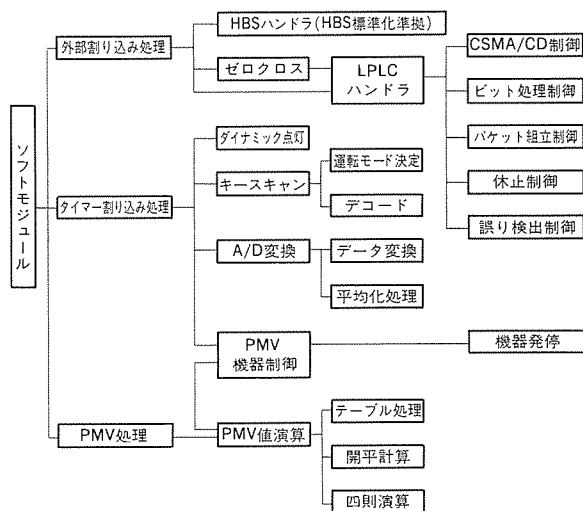 ソフトモジュール
外部割り込み処理
HBSハンドラ(HBS標準化準拠)
ゼロクロス
LPLC
ハンドラ
CSMA/CD制御
ビット処理制御
パケット組立制御
休止制御
誤り検出制御
タイマー割り込み処理
ダイナミック点灯
キースキャン
運転モード決定
デコード
A/D変換
データ変換
平均化処理
PMV
機器制御
機器発停
PMV処理
PMV値演算
テーブル処理
開平計算
四則演算